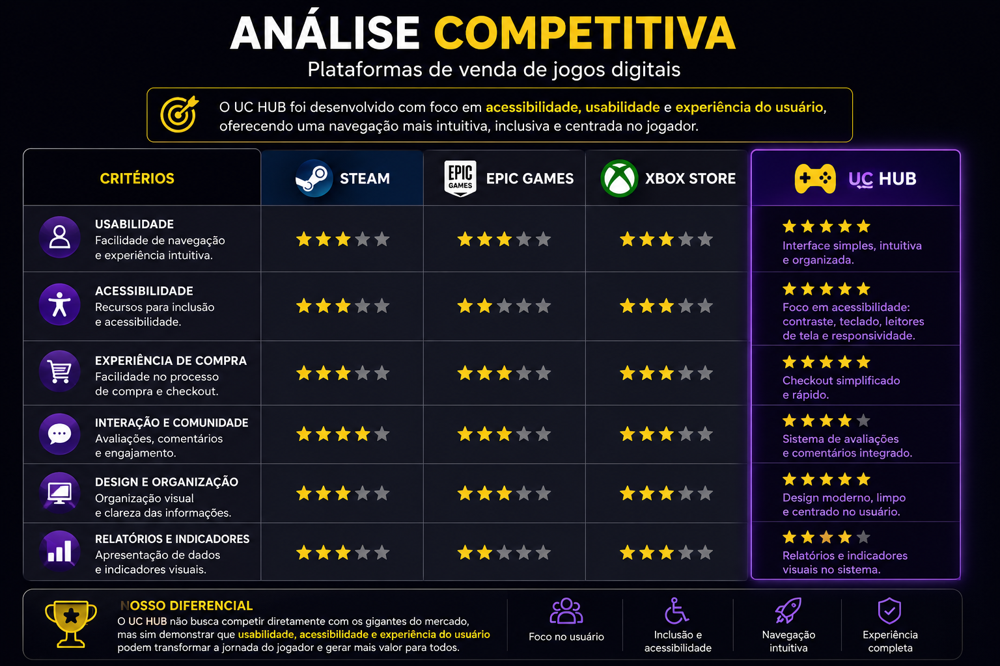 ANÁLISE COMPETITIVA
Plataformas de venda de jogos digitais
O UC HUB foi desenvolvido com foco em acessibilidade, usabilidade e experiência do usuário,
oferecendo uma navegação mais intuitiva, inclusiva e centrada no jogador.
CRITÉRIOS
STEAM
EPIC
GAMES
EPIC GAMES
XBOX STORE
UC HUB
USABILIDADE
Facilidade de navegação
e experiência intuitiva.
Interface simples, intuitiva
e organizada.
ACESSIBILIDADE
Recursos para inclusão
e acessibilidade.
Foco em acessibilidade:
contraste, teclado, leitores
de tela e responsividade.
EXPERIÊNCIA DE COMPRA
Facilidade no processo
de compra e checkout.
Checkout simplificado
e rápido.
INTERAÇÃO E COMUNIDADE
Avaliações, comentários
e engajamento.
Sistema de avaliações
e comentários integrado.
DESIGN E ORGANIZAÇÃO
Organização visual
e clareza das informações.
Design moderno, limpo
e centrado no usuário.
RELATÓRIOS E INDICADORES
Apresentação de dados
e indicadores visuais.
Relatórios e indicadores
visuais no sistema.
NOSSO DIFERENCIAL
O UC HUB não busca competir diretamente com os gigantes do mercado,
mas sim demonstrar que usabilidade, acessibilidade e experiência do usuário
podem transformar a jornada do jogador e gerar mais valor para todos.
Foco no usuário
Inclusão e
acessibilidade
Navegação
intuitiva
Experiência
completa